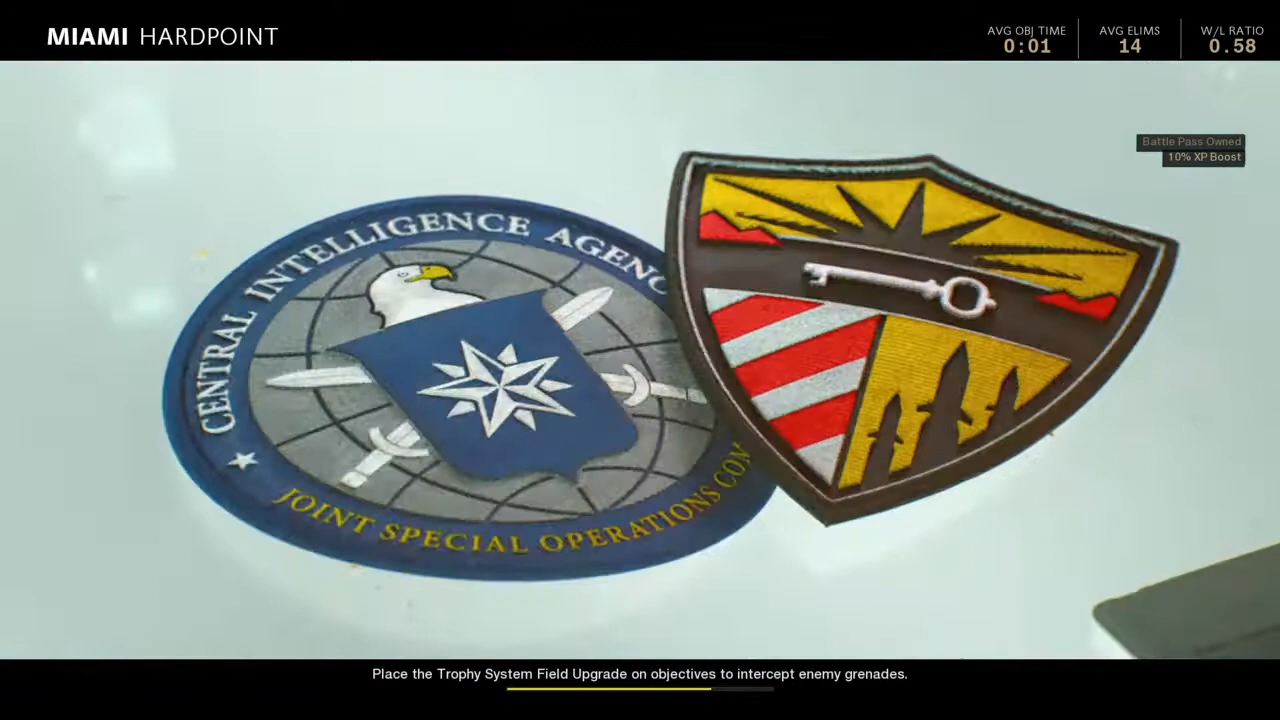 MIAMI HARDPOINT
AVG OBJ TIME
0:01
AVG ELIMS
14
W/L RATIO
0.58
Battle Pass Owned
10% XP Boost
CENTRAL INTELLIGENCE AGENC
JOINT SPECIAL OPERATIONS COM
Place the Trophy System Field Upgrade on objectives to intercept enemy grenades.